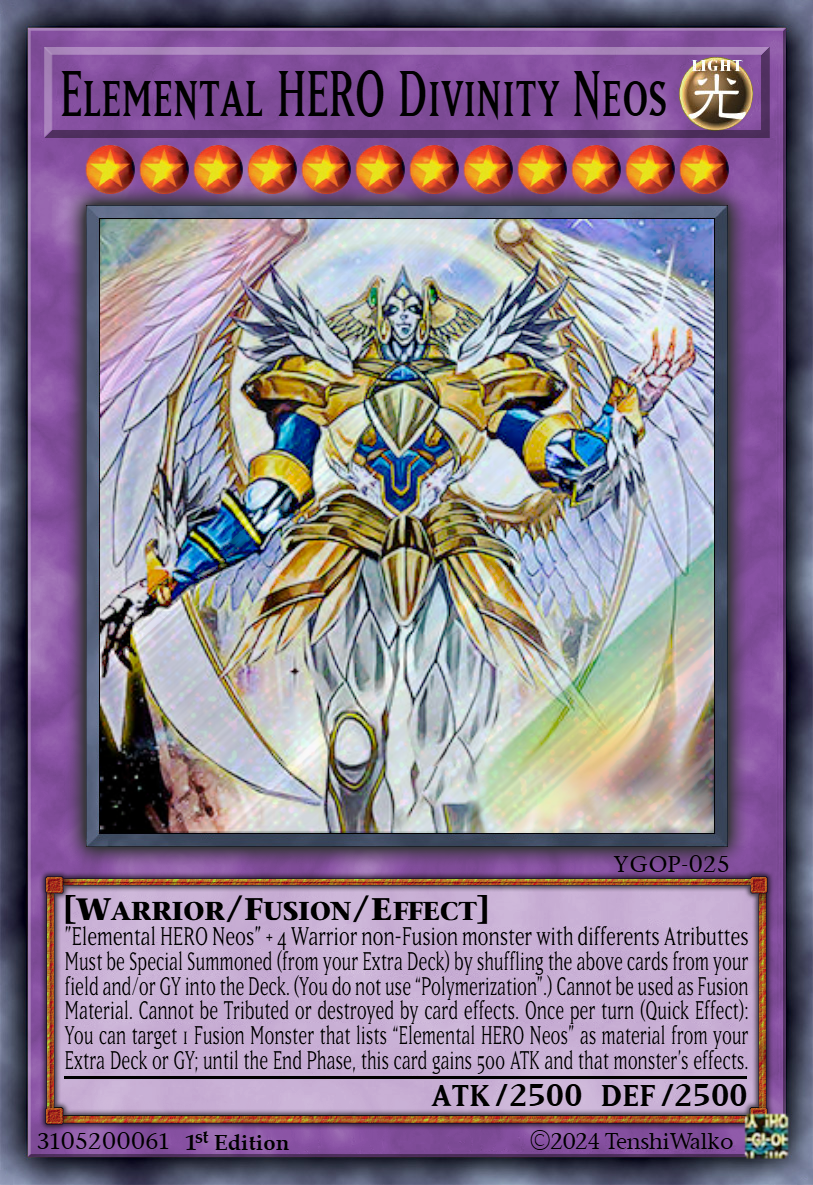 Elemental HERO Divinity Neos
LIGHT
光
YGOP-025
[Warrior/Fusion/Effect]
"Elemental HERO Neos" + 4 Warrior non-Fusion monster with differents Atributtes
Must be Special Summoned (from your Extra Deck) by shuffling the above cards from your
field and/or GY into the Deck. (You do not use “Polymerization”.) Cannot be used as Fusion
Material. Cannot be Tributed or destroyed by card effects. Once per turn (Quick Effect):
You can target 1 Fusion Monster that lists “Elemental HERO Neos” as material from your
Extra Deck or GY; until the End Phase, this card gains 500 ATK and that monster’s effects.
ATK/2500 DEF/2500
3105200061 1st Edition ©2024 TenshiWalko